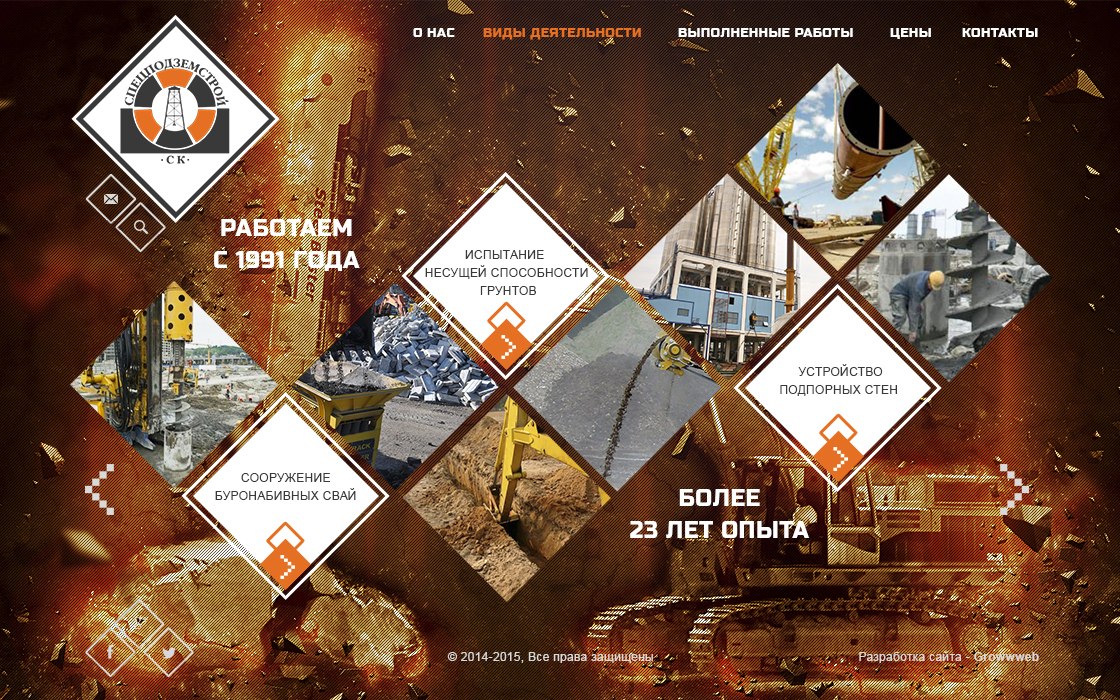 О НАС
ВИДЫ ДЕЯТЕЛЬНОСТИ
ВЫПОЛНЕННЫЕ РАБОТЫ
ЦЕНЫ
КОНТАКТЫ
СПЕЦПОДЗЕМСТРОЙ
·СК·
РАБОТАЕМ
С 1991 ГОДА
ИСПЫТАНИЕ
НЕСУЩЕЙ СПОСОБНОСТИ
ГРУНТОВ
УСТРОЙСТВО
ПОДПОРНЫХ СТЕН
СООРУЖЕНИЕ
БУРОНАБИВНЫХ СВАЙ
БОЛЕЕ
23 ЛЕТ ОПЫТА
© 2014-2015, Все права защищены
Разработка сайта - Growwweb